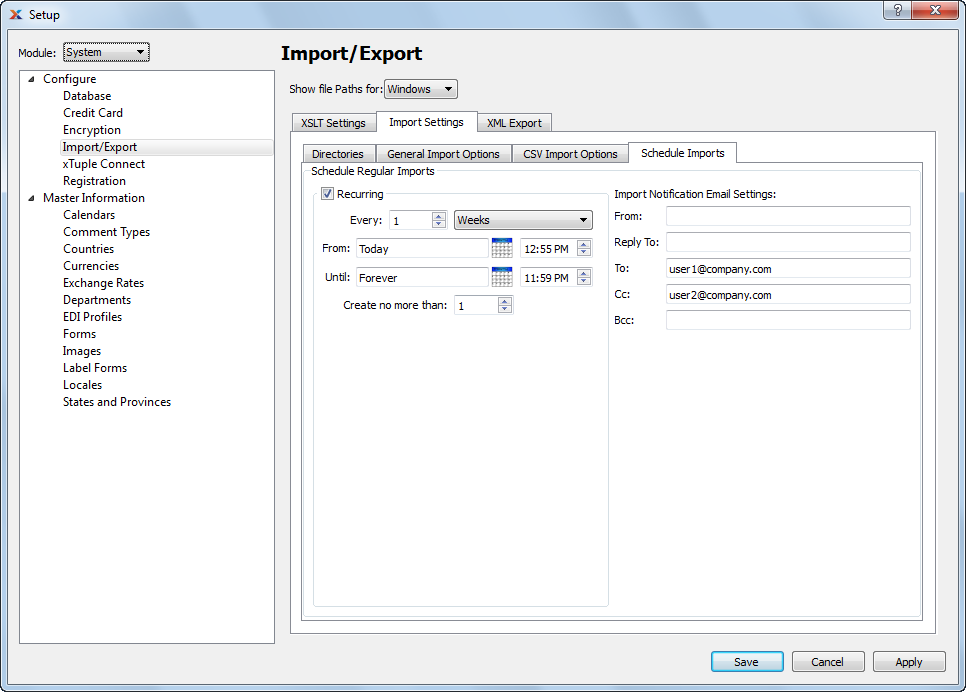 Setup
Module: System
Configure
Database
Credit Card
Encryption
Import/Export
xTuple Connect
Registration
Master Information
Calendars
Comment Types
Countries
Currencies
Exchange Rates
Departments
EDI Profiles
Forms
Images
Label Forms
Locales
States and Provinces
Import/Export
Show file Paths for: Windows
XSLT Settings Import Settings XML Export
Directories General Import Options CSV Import Options Schedule Imports
Schedule Regular Imports
Recurring
Every: 1 Weeks
From: Today 12:55 PM
Until: Forever 11:59 PM
Create no more than: 1
Import Notification Email Settings:
From:
Reply To:
To: user1@company.com
Cc: user2@company.com
Bcc:
Save Cancel Apply